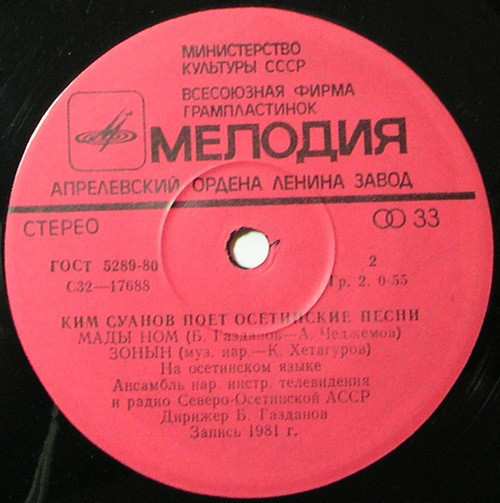 МИНИСТЕРСТВО
КУЛЬТУРЫ СССР
ВСЕСОЮЗНАЯ ФИРМА
ГРАМПЛАСТИНОК
МЕЛОДИЯ
АПРЕЛЕВСКИЙ ОРДЕНА ЛЕНИНА ЗАВОД
СТЕРЕО 33
ГОСТ 5289-80 2
С32—17688 Гр. 2. 0-55
КИМ СУАНОВ ПОЕТ ОСЕТИНСКИЕ ПЕСНИ
МАДЫ НОМ (Б. Газданов—А. Челжемов)
ЗОНЫН (муз. нар.—К. Хетагуров)
На осетинском языке
Ансамбль нар. инстр. телевидения
и радио Северо-Осетинской АССР
Дирижер Б. Газданов
Запись 1981 г.